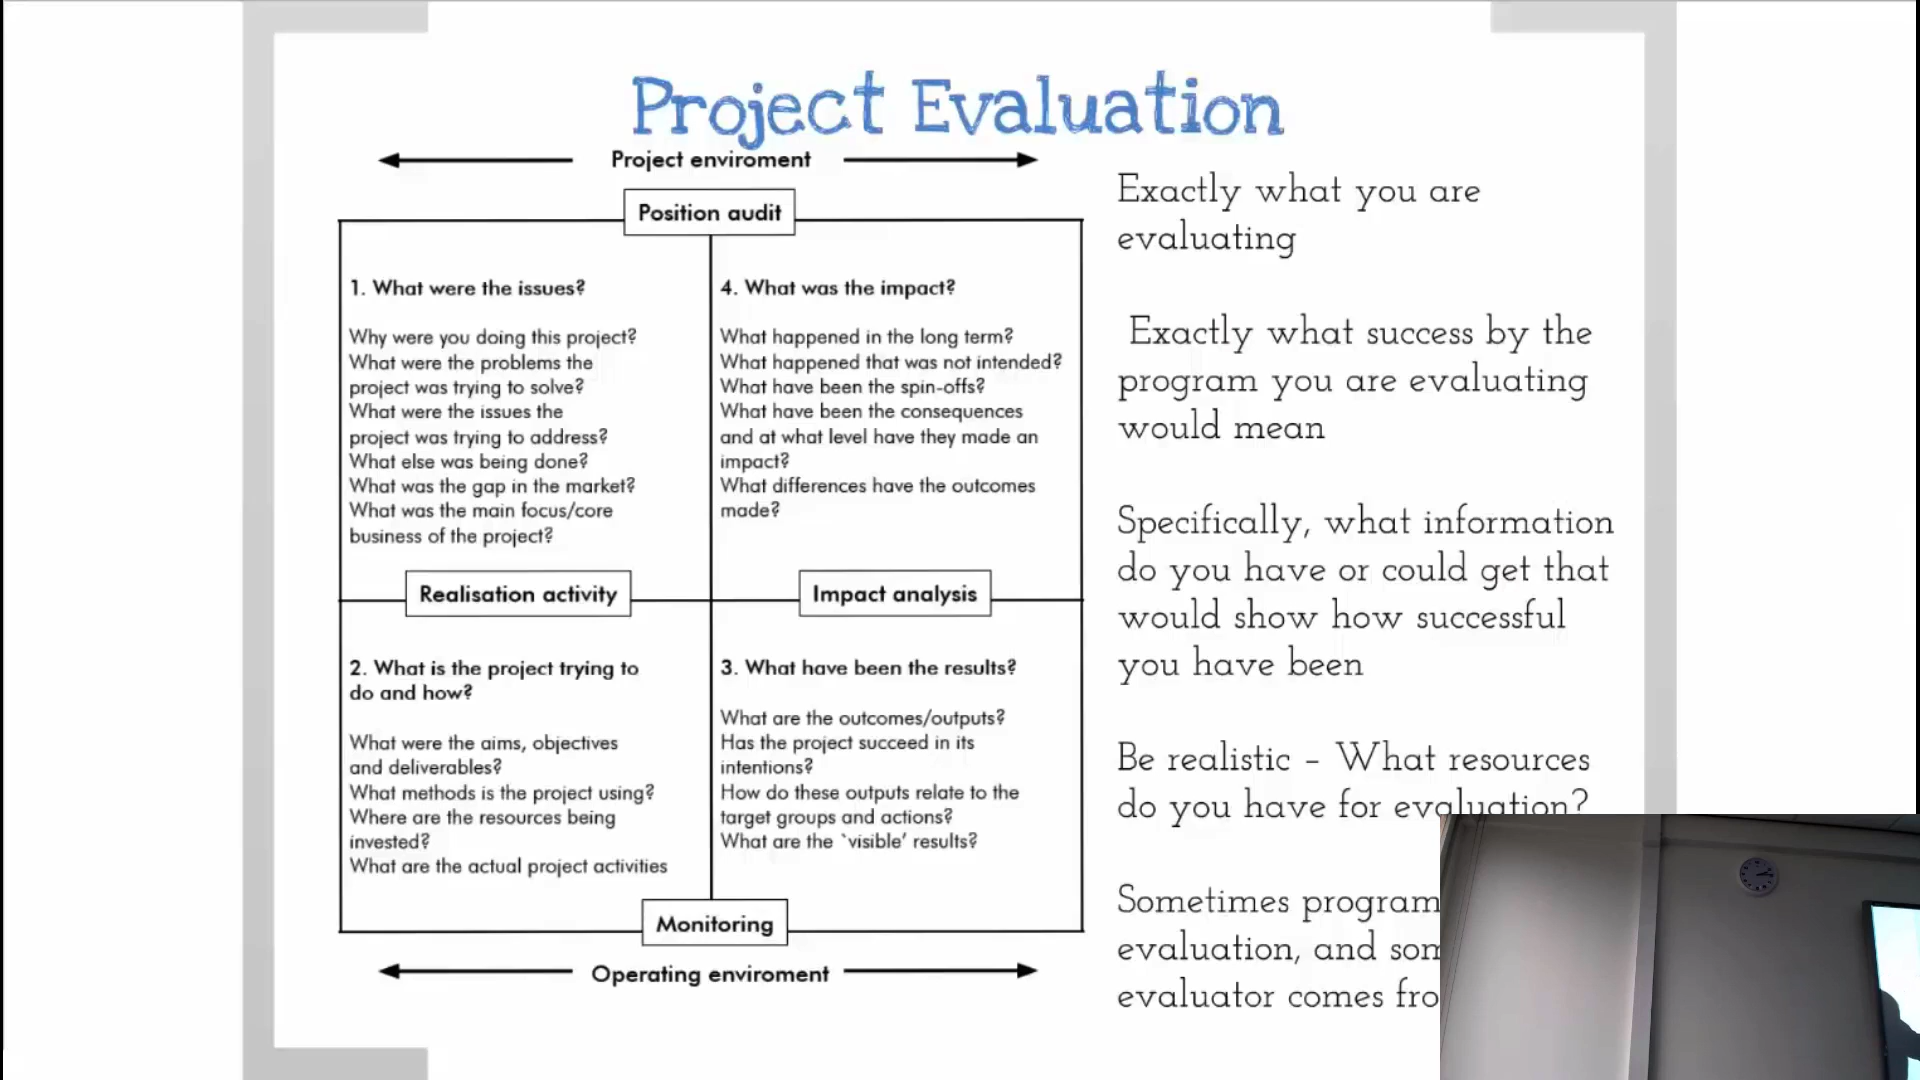 Project Evaluation
Project enviroment
Position audit
1. What were the issues?
Why were you doing this project?
What were the problems the
project was trying to solve?
What were the issues the
project was trying to address?
What else was being done?
What was the gap in the market?
What was the main focus/core
business of the project?
4. What was the impact?
What happened in the long term?
What happened that was not intended?
What have been the spin-offs?
What have been the consequences
and at what level have they made an
impact?
What differences have the outcomes
made?
Realisation activity
Impact analysis
2. What is the project trying to
do and how?
What were the aims, objectives
and deliverables?
What methods is the project using?
Where are the resources being
invested?
What are the actual project activities
3. What have been the results?
What are the outcomes/outputs?
Has the project succeed in its
intentions?
How do these outputs relate to the
target groups and actions?
What are the `visible' results?
Monitoring
Operating enviroment
Exactly what you are
evaluating
Exactly what success by the
program you are evaluating
would mean
Specifically, what information
do you have or could get that
would show how successful
you have been
Be realistic – What resources
do you have for evaluation?
Sometimes program
evaluation, and som
evaluator comes fro